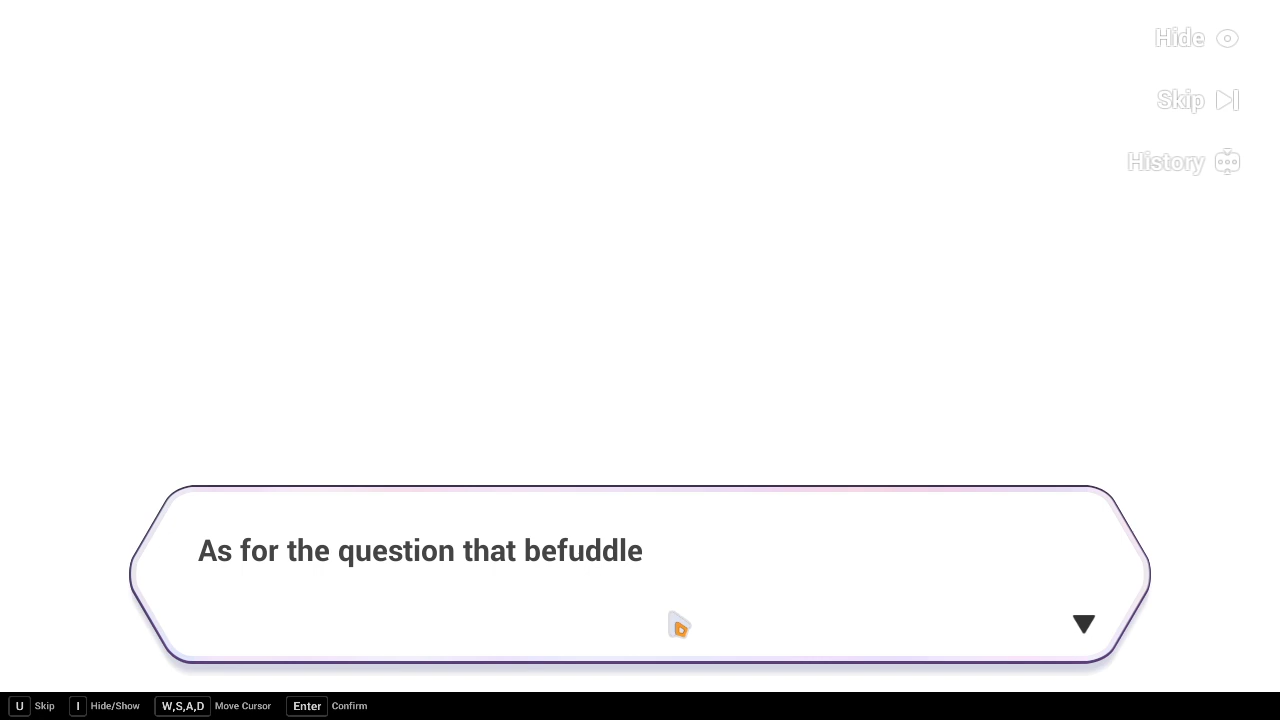 Hide
Skip
History
As for the question that befuddle
U Skip I Hide/Show W,S,A,D Move Cursor Enter Confirm